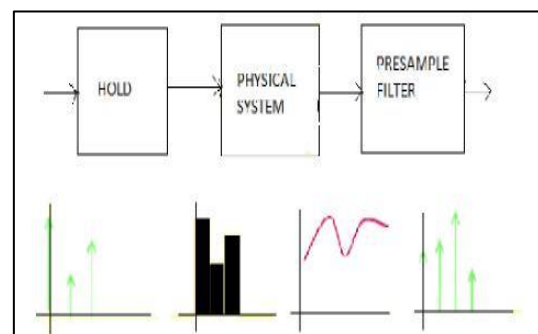 HOLD
PHYSICAL
SYSTEM
PRESAMPLE
FILTER